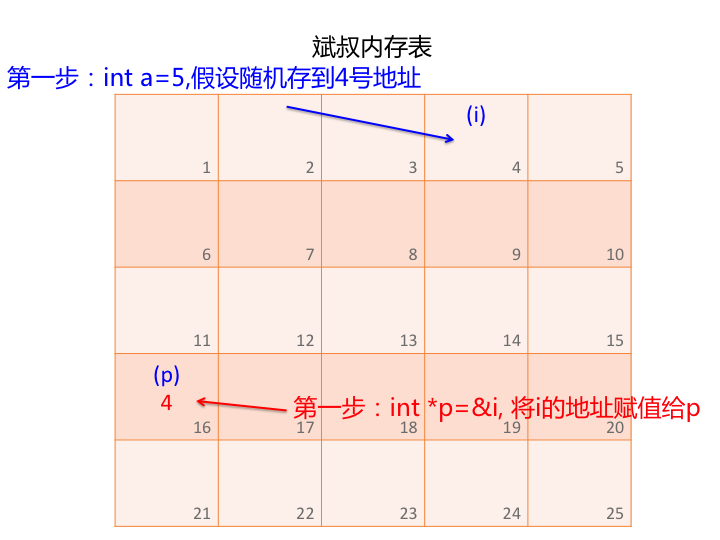 斌叔内存表
第一步：int a=5,假设随机存到4号地址
(i)
1 2 3 4 5
6 7 8 9 10
11 12 13 14 15
(p)
4
第一步：int *p=&i, 将i的地址赋值给p
16 17 18 19 20
21 22 23 24 25